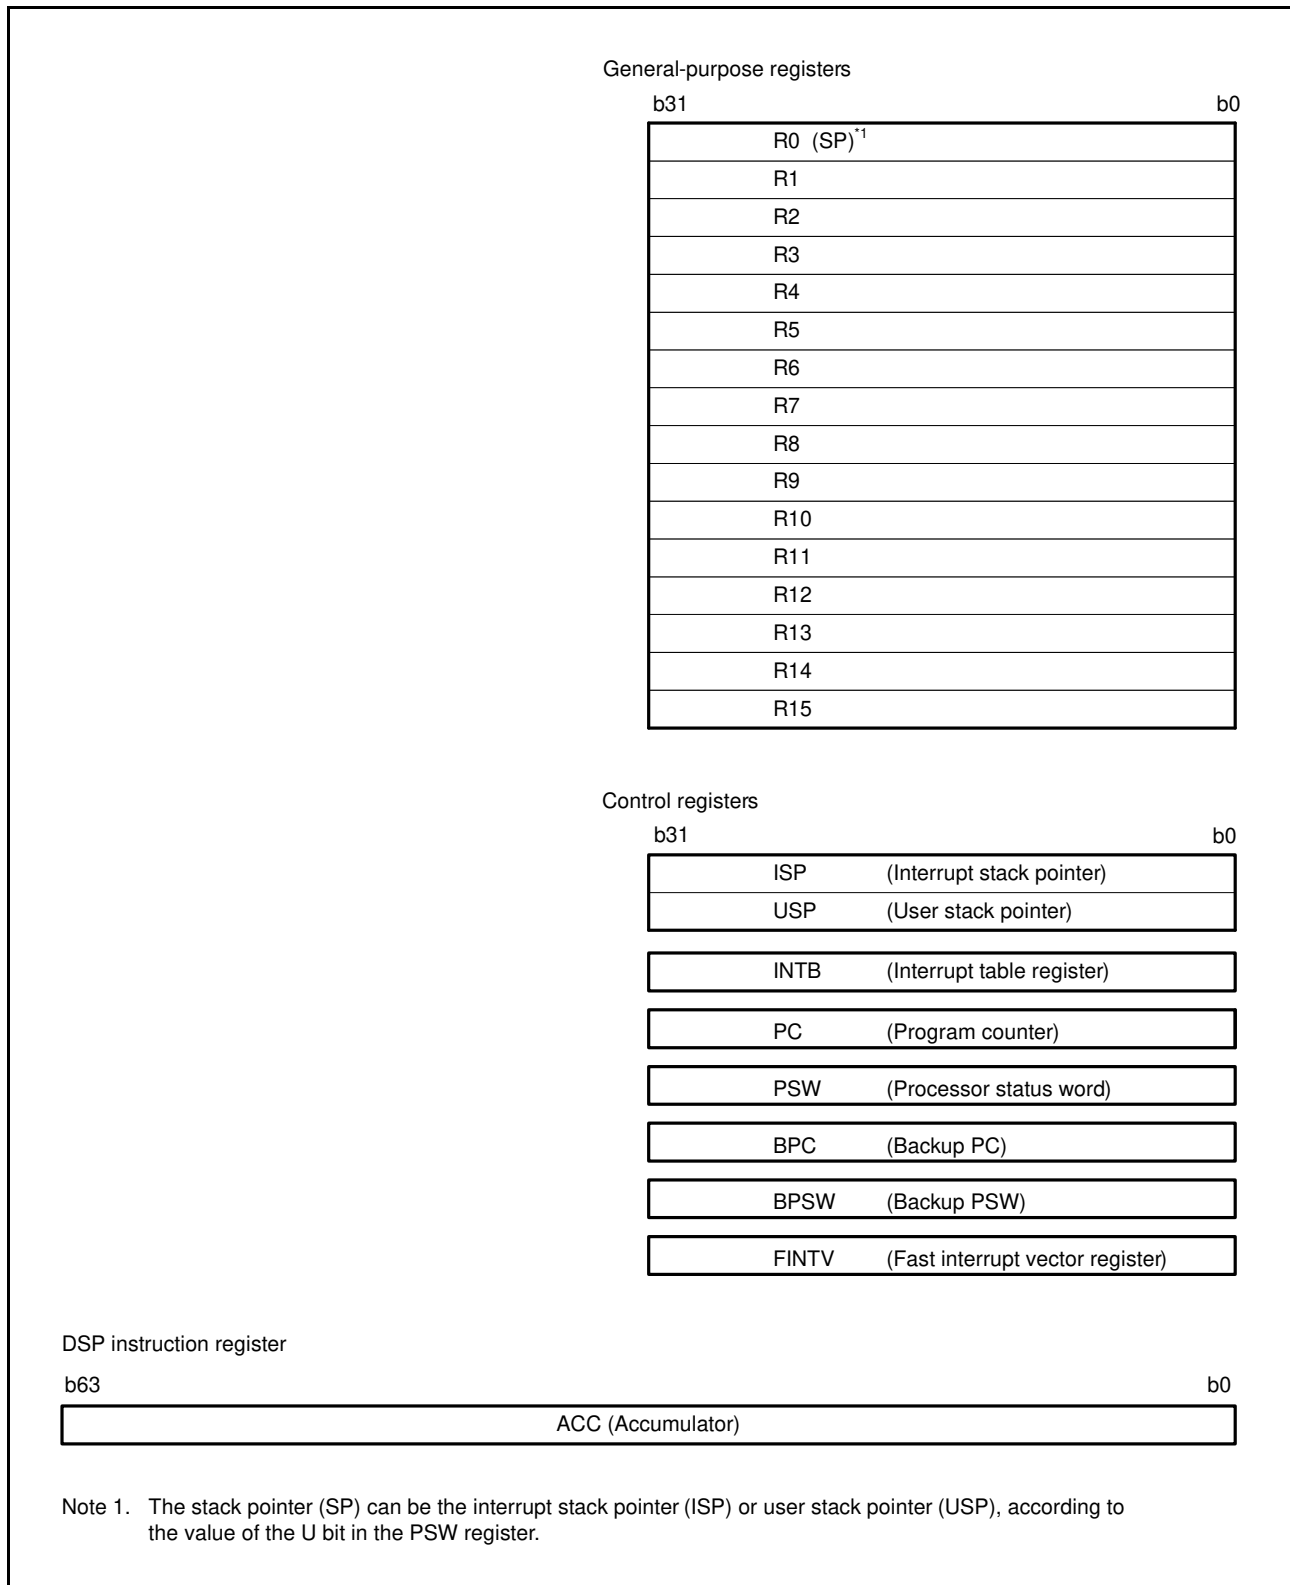 General-purpose registers
b31 b0
R0 (SP)*1
R1
R2
R3
R4
R5
R6
R7
R8
R9
R10
R11
R12
R13
R14
R15
Control registers
b31 b0
ISP (Interrupt stack pointer)
USP (User stack pointer)
INTB (Interrupt table register)
PC (Program counter)
PSW (Processor status word)
BPC (Backup PC)
BPSW (Backup PSW)
FINTV (Fast interrupt vector register)
DSP instruction register
b63 b0
ACC (Accumulator)
Note 1. The stack pointer (SP) can be the interrupt stack pointer (ISP) or user stack pointer (USP), according to
the value of the U bit in the PSW register.